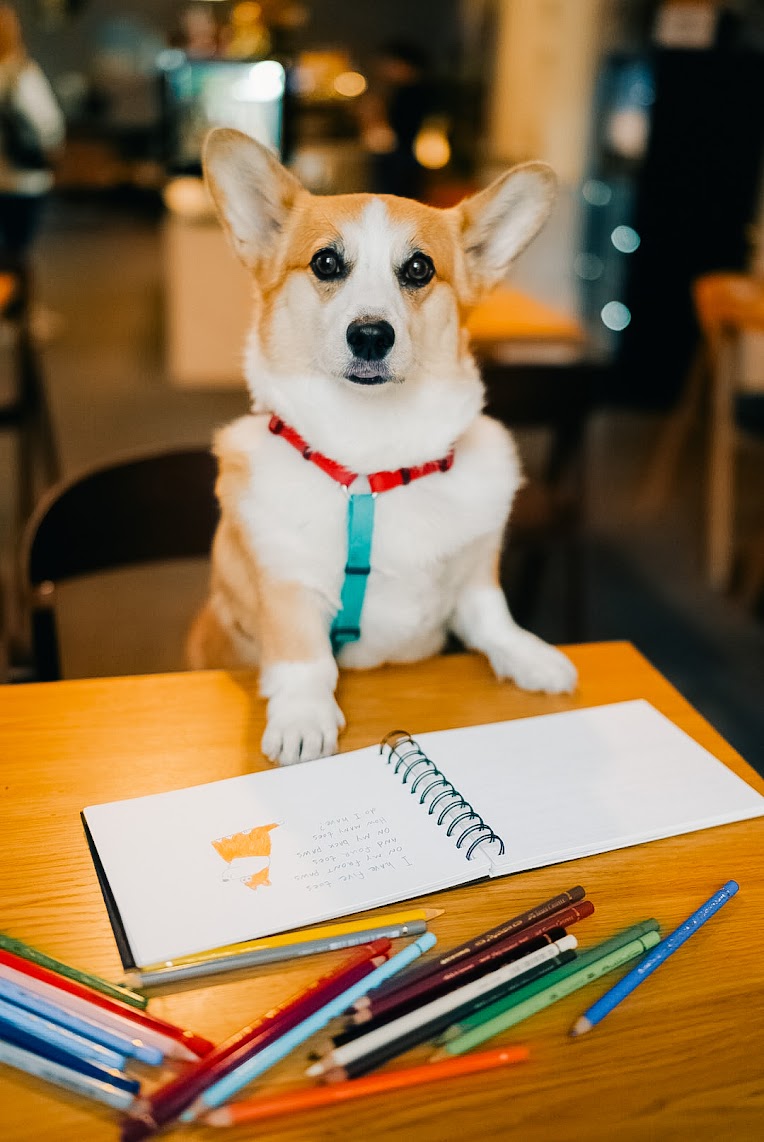 I have five toes
on my front paws
and four toes
on my back paws
How many toes
do I have?